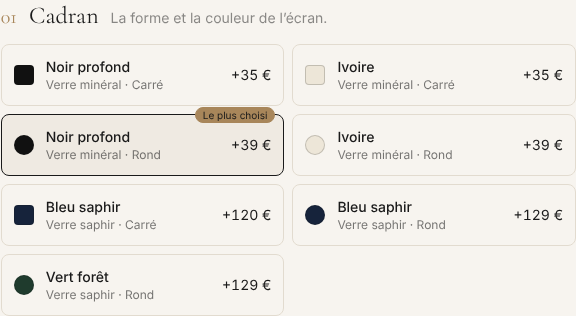 01 Cadran La forme et la couleur de l’écran.
Noir profond
Verre minéral · Carré
+35 €
Ivoire
Verre minéral · Carré
+35 €
Le plus choisi
Noir profond
Verre minéral · Rond
+39 €
Ivoire
Verre minéral · Rond
+39 €
Bleu saphir
Verre saphir · Carré
+120 €
Bleu saphir
Verre saphir · Rond
+129 €
Vert forêt
Verre saphir · Rond
+129 €